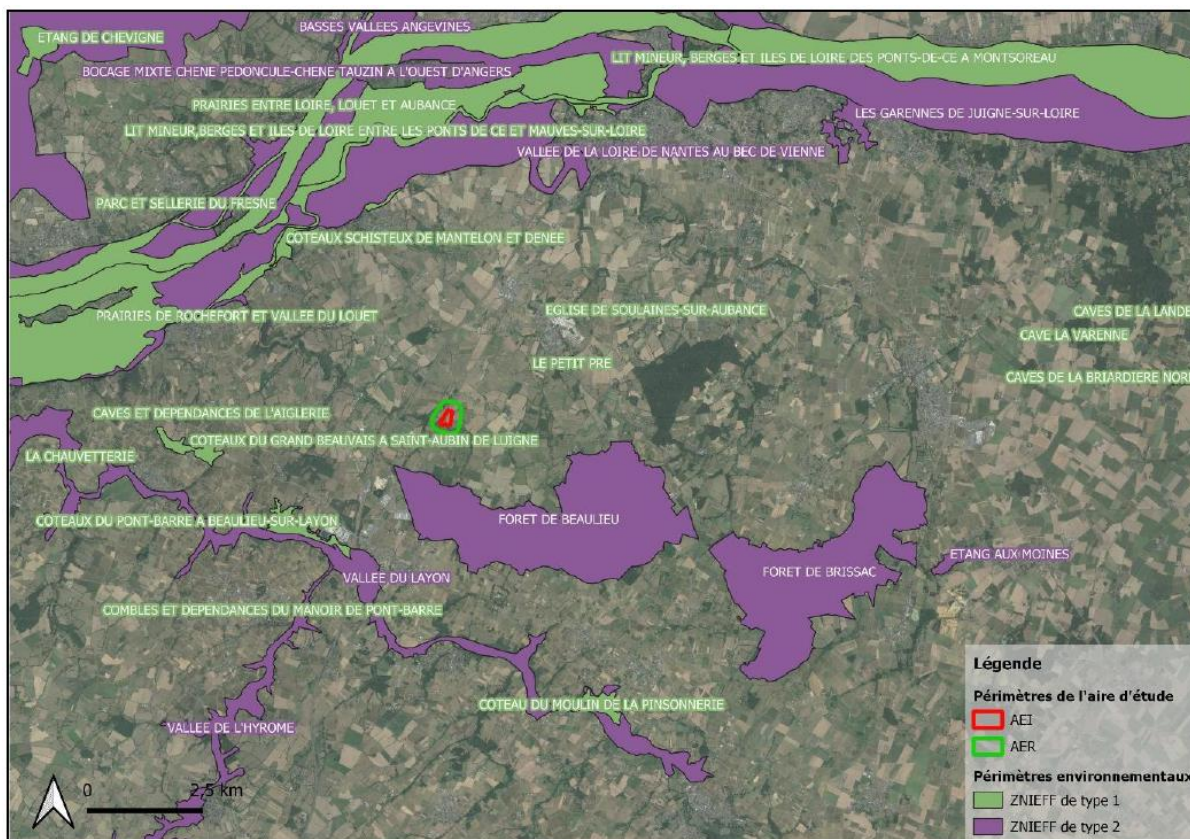 BASSES VALLEES ANGEVINES
ETANG DE CHEVIGNE
LIT MINEUR, BERGES ET ILES DE LOIRE DES PONTS-DE-CE A MONTSOREAU
BOCAGE MIXTE CHENE PEDONCULE-CHENE TAUZIN A L'OUEST D'ANGERS
PRAIRIES ENTRE LOIRE, LOUET ET AUBANCE
LES GARENNES DE JUIGNE-SUR-LOIRE
LIT MINEUR,BERGES ET ILES DE LOIRE ENTRE LES PONTS DE CE ET MAUVES-SUR-LOIRE
VALLEE DE LA LOIRE DE NANTES AU BEC DE VIENNE
PARC ET SELLERIE DU FRESNE
COTEAUX SCHISTEUX DE MANTELON ET DENEE
PRAIRIES DE ROCHEFORT ET VALLEE DU LOUET
EGLISE DE SOULAINES-SUR-AUBANCE
CAVES DE LA LANDE
CAVE LA VARENNE
LE PETIT PRE
CAVES DE LA BRIARDIERE NOR
CAVES ET DEPENDANCES DE L'AIGLERIE
COTEAUX DU GRAND BEAUVAIS A SAINT-AUBIN DE LUIGNE
LA CHAUVETTERIE
COTEAUX DU PONT-BARRE A BEAULIEU-SUR-LAYON
FORET DE BEAULIEU
ETANG AUX MOINES
VALLEE DU LAYON
FORET DE BRISSAC
COMBLES ET DEPENDANCES DU MANOIR DE PONT-BARRE
COTEAU DU MOULIN DE LA PINSONNERIE
VALLEE DE L'HYROME
0 2,5 km
Légende
Périmètres de l'aire d'étude
AEI
AER
Périmètres environnementaux
ZNIEFF de type 1
ZNIEFF de type 2